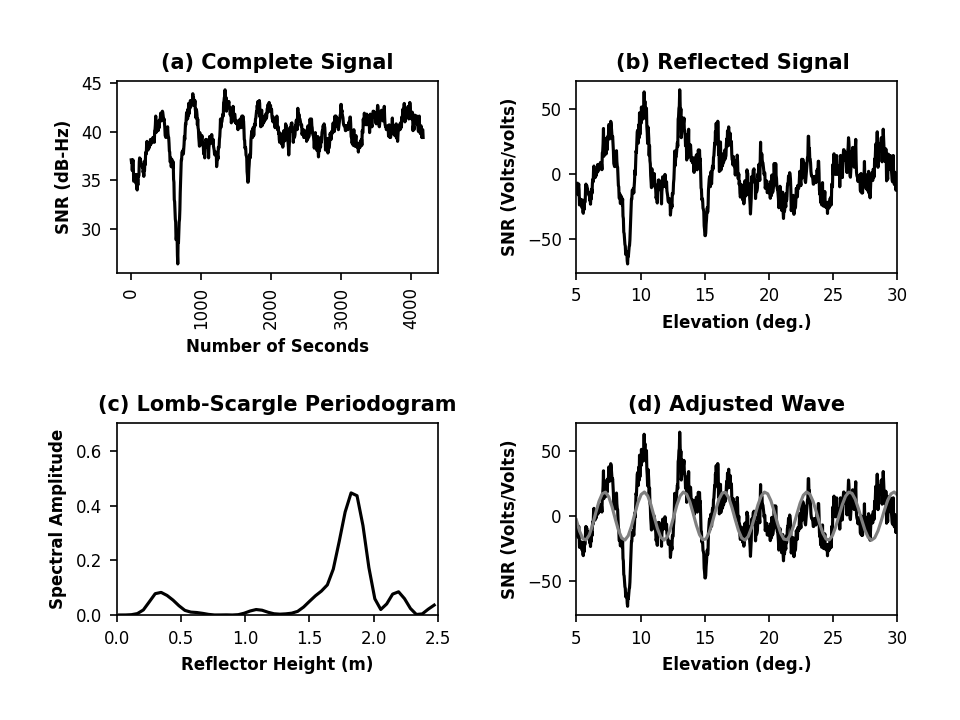 (a) Complete Signal
45
40
35
30
SNR (dB-Hz)
0
1000
2000
3000
4000
Number of Seconds
(b) Reflected Signal
50
0
−50
SNR (Volts/volts)
5 10 15 20 25 30
Elevation (deg.)
(c) Lomb-Scargle Periodogram
0.6
0.4
0.2
0.0
Spectral Amplitude
0.0 0.5 1.0 1.5 2.0 2.5
Reflector Height (m)
(d) Adjusted Wave
50
0
−50
SNR (Volts/Volts)
5 10 15 20 25 30
Elevation (deg.)